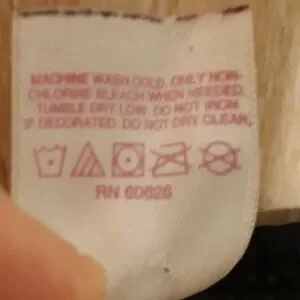 MACHINE WASH COLD, ONLY NON-
CHLORINE BLEACH WHEN NEEDED.
TUMBLE DRY LOW. DO NOT IRON
IF DECORATED. DO NOT DRY CLEAN.
RN 60626